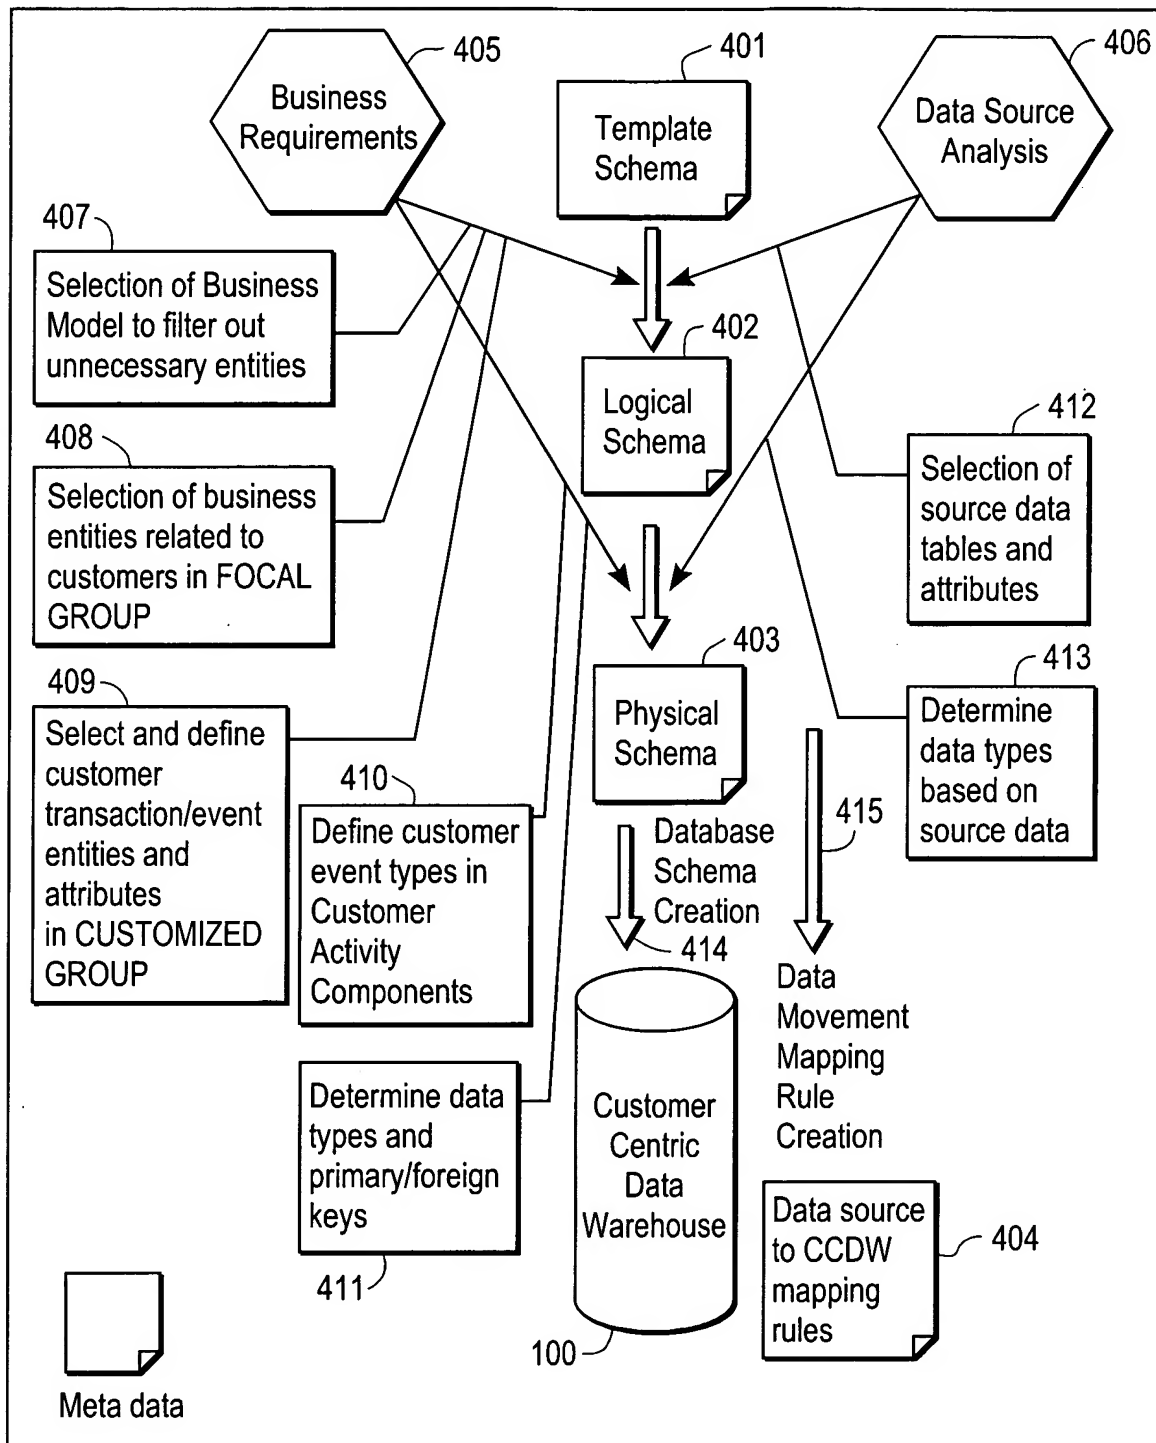 405
401
406
Business
Requirements
Template
Schema
Data Source
Analysis
407
Selection of Business
Model to filter out
unnecessary entities
402
Logical
Schema
408
Selection of business
entities related to
customers in FOCAL
GROUP
412
Selection of
source data
tables and
attributes
409
Select and define
customer
transaction/event
entities and
attributes
in CUSTOMIZED
GROUP
403
Physical
Schema
413
Determine
data types
based on
source data
410
Define customer
event types in
Customer
Activity
Components
Database
Schema
Creation
414
415
Data
Movement
Mapping
Rule
Creation
411
Determine data
types and
primary/foreign
keys
Customer
Centric
Data
Warehouse
100
Data source
to CCDW
mapping
rules
404
Meta data